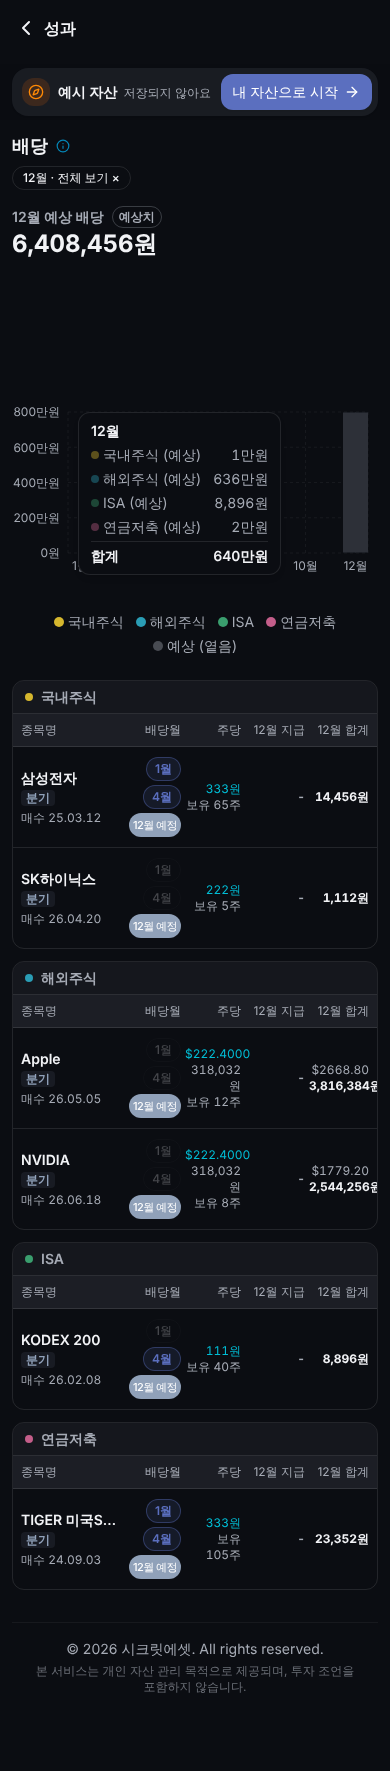 성과
예시 자산 저장되지 않아요 내 자산으로 시작 →
배당
12월 · 전체 보기 ×
12월 예상 배당 예상치
6,408,456원
800만원
600만원
400만원
200만원
0원
12월
국내주식 (예상) 1만원
해외주식 (예상) 636만원
ISA (예상) 8,896원
연금저축 (예상) 2만원
합계 640만원
10월 12월
국내주식 해외주식 ISA 연금저축
예상 (옅음)
국내주식
종목명 배당월 주당 12월 지급 12월 합계
삼성전자
분기
매수 25.03.12
1월
4월
12월 예정
333원
보유 65주
- 14,456원
SK하이닉스
분기
매수 26.04.20
1월
4월
12월 예정
222원
보유 5주
- 1,112원
해외주식
종목명 배당월 주당 12월 지급 12월 합계
Apple
분기
매수 26.05.05
1월
4월
12월 예정
$222.4000
318,032
원
보유 12주
-
$2668.80
3,816,384원
NVIDIA
분기
매수 26.06.18
1월
4월
12월 예정
$222.4000
318,032
원
보유 8주
-
$1779.20
2,544,256원
ISA
종목명 배당월 주당 12월 지급 12월 합계
KODEX 200
분기
매수 26.02.08
1월
4월
12월 예정
111원
보유 40주
- 8,896원
연금저축
종목명 배당월 주당 12월 지급 12월 합계
TIGER 미국S...
분기
매수 24.09.03
1월
4월
12월 예정
333원
보유
105주
- 23,352원
© 2026 시크릿에셋. All rights reserved.
본 서비스는 개인 자산 관리 목적으로 제공되며, 투자 조언을
포함하지 않습니다.